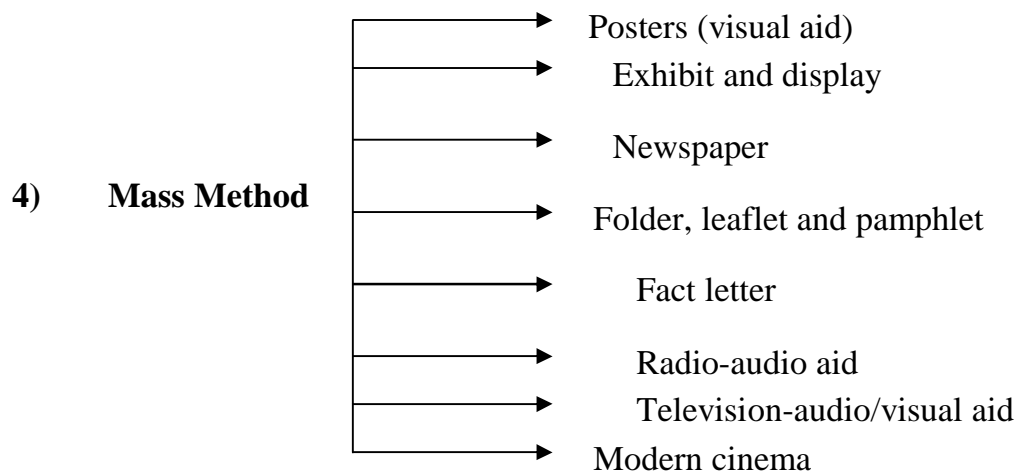 Posters (visual aid)
Exhibit and display
Newspaper
4) Mass Method
Folder, leaflet and pamphlet
Fact letter
Radio-audio aid
Television-audio/visual aid
Modern cinema